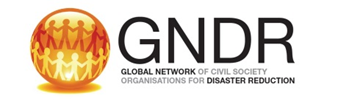 GNDR
GLOBAL NETWORK OF CIVIL SOCIETY
ORGANISATIONS FOR DISASTER REDUCTION